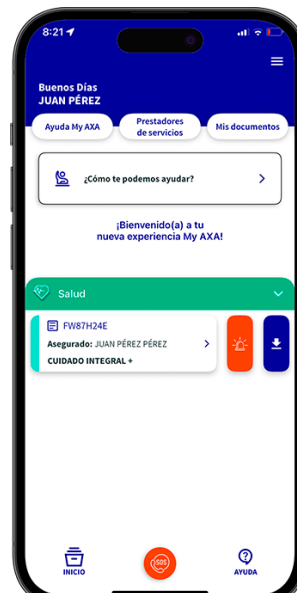 8:21
Buenos Días
JUAN PÉREZ
Ayuda My AXA
Prestadores
de servicios
Mis documentos
¿Cómo te podemos ayudar?
¡Bienvenido(a) a tu
nueva experiencia My AXA!
Salud
FW87H24E
Asegurado: JUAN PÉREZ PÉREZ
CUIDADO INTEGRAL +
INICIO
SOS
AYUDA